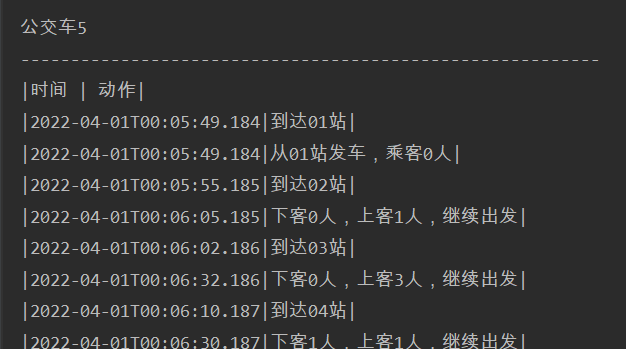 公交车5
----------------------------------------------------------
|时间 | 动作|
|2022-04-01T00:05:49.184|到达01站|
|2022-04-01T00:05:49.184|从01站发车，乘客0人|
|2022-04-01T00:05:55.185|到达02站|
|2022-04-01T00:06:05.185|下客0人，上客1人，继续出发|
|2022-04-01T00:06:02.186|到达03站|
|2022-04-01T00:06:32.186|下客0人，上客3人，继续出发|
|2022-04-01T00:06:10.187|到达04站|
|2022-04-01T00:06:30.187|下客1人，上客1人，继续出发|